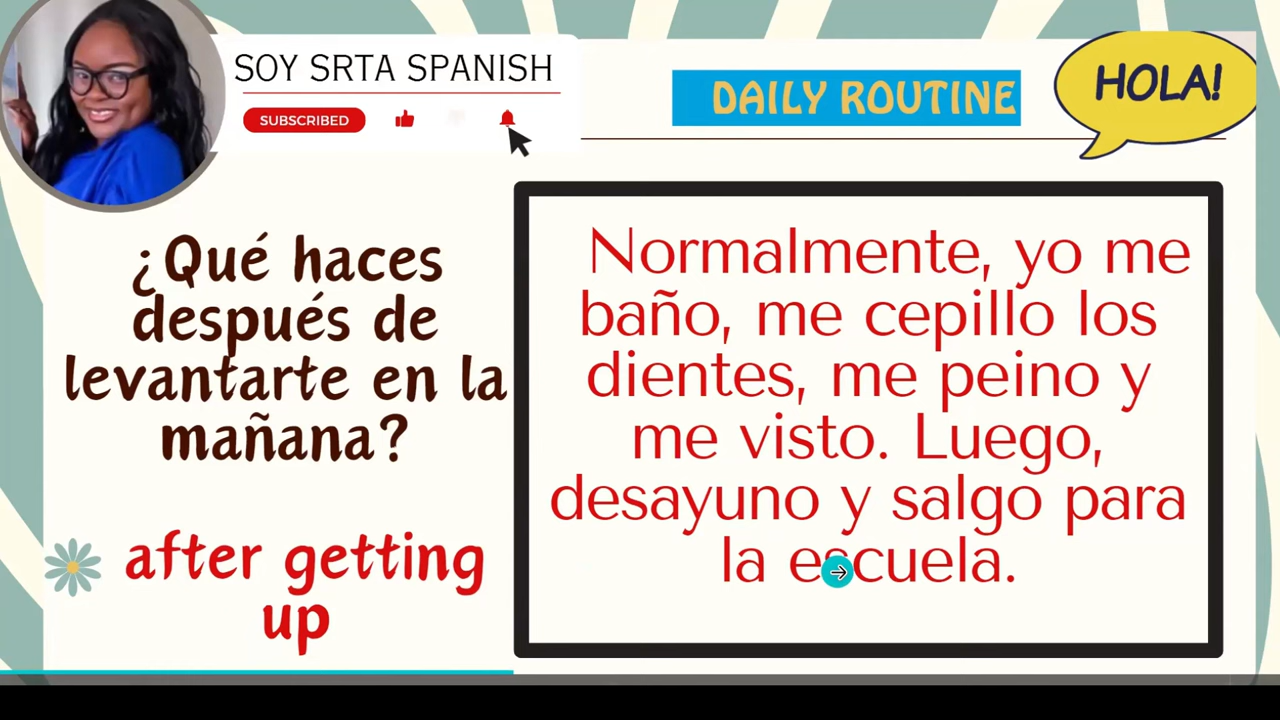 SOY SRTA SPANISH
SUBSCRIBED
DAILY ROUTINE
HOLA!
¿Qué haces
después de
levantarte en la
mañana?
after getting
up
Normalmente, yo me
baño, me cepillo los
dientes, me peino y
me visto. Luego,
desayuno y salgo para
la escuela.